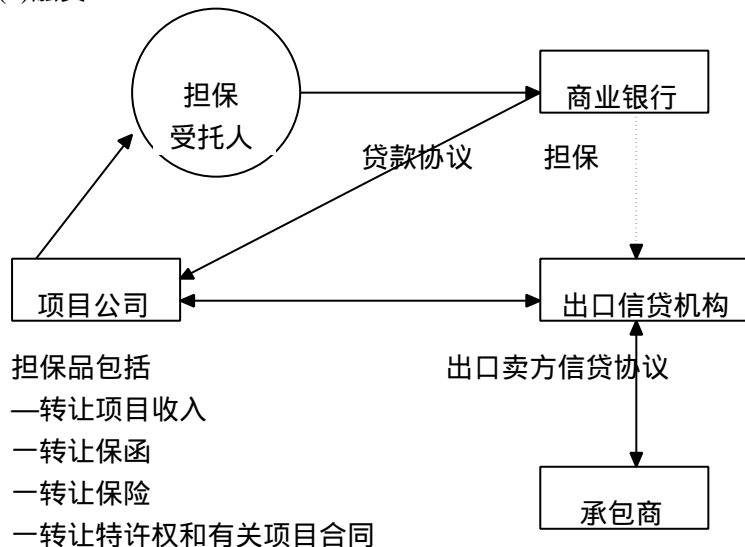 担保
受托人
商业银行
贷款协议
担保
项目公司
出口信贷机构
担保品包括
出口卖方信贷协议
—转让项目收入
一转让保函
一转让保险
一转让特许权和有关项目合同
承包商